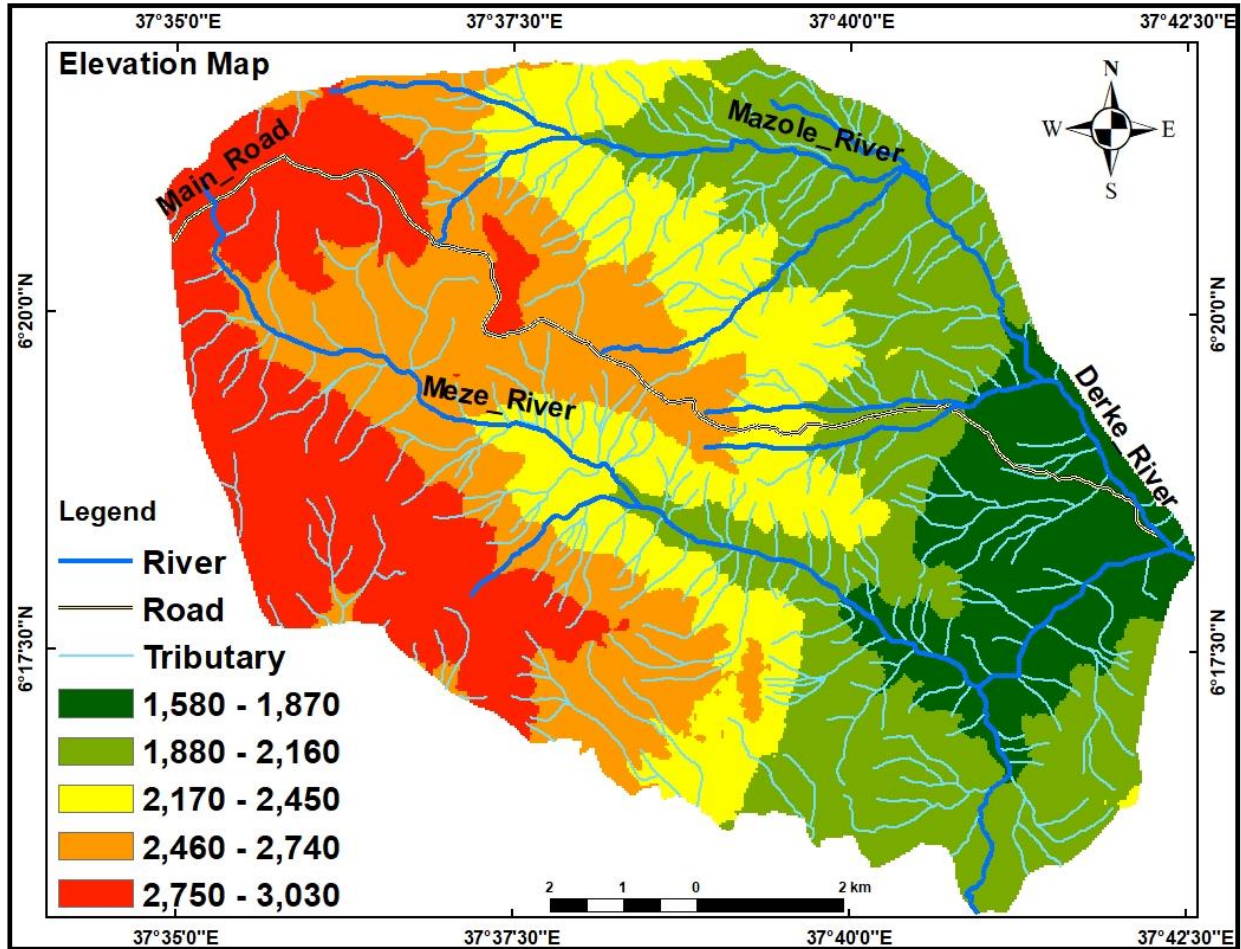 37°35'0"E 37°37'30"E 37°40'0"E 37°42'30"E
Elevation Map
N
W E
S
Mazole_River
Main_Road
6°20'0"N 6°20'0"N
Meze_River
Derke_River
Legend
River
Road
Tributary
6°17'30"N 6°17'30"N
1,580 - 1,870
1,880 - 2,160
2,170 - 2,450
2,460 - 2,740
2,750 - 3,030
2 1 0 2 km
37°35'0"E 37°37'30"E 37°40'0"E 37°42'30"E